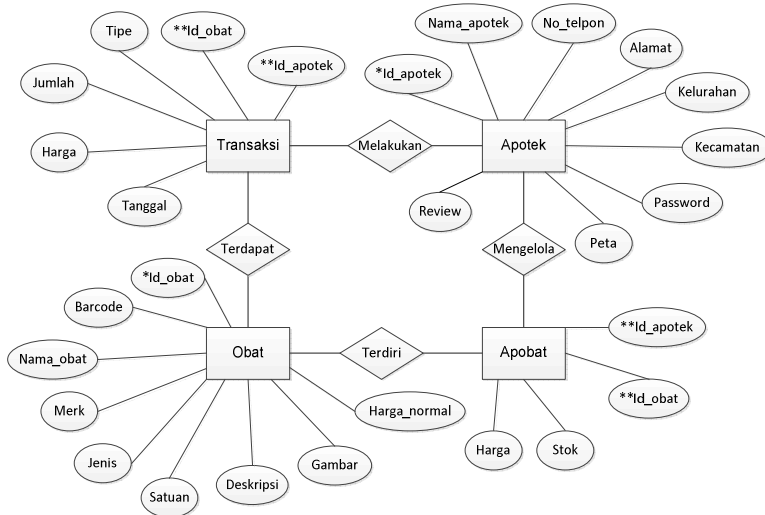 Nama_apotek
No_telpon
Tipe
**Id_obat
Alamat
**Id_apotek
*Id_apotek
Jumlah
Kelurahan
Transaksi
Melakukan
Apotek
Kecamatan
Harga
Tanggal
Review
Password
Peta
Terdapat
Mengelola
*Id_obat
Barcode
**Id_apotek
Nama_obat
Obat
Terdiri
Apobat
**Id_obat
Merk
Harga_normal
Jenis
Gambar
Harga
Stok
Satuan
Deskripsi